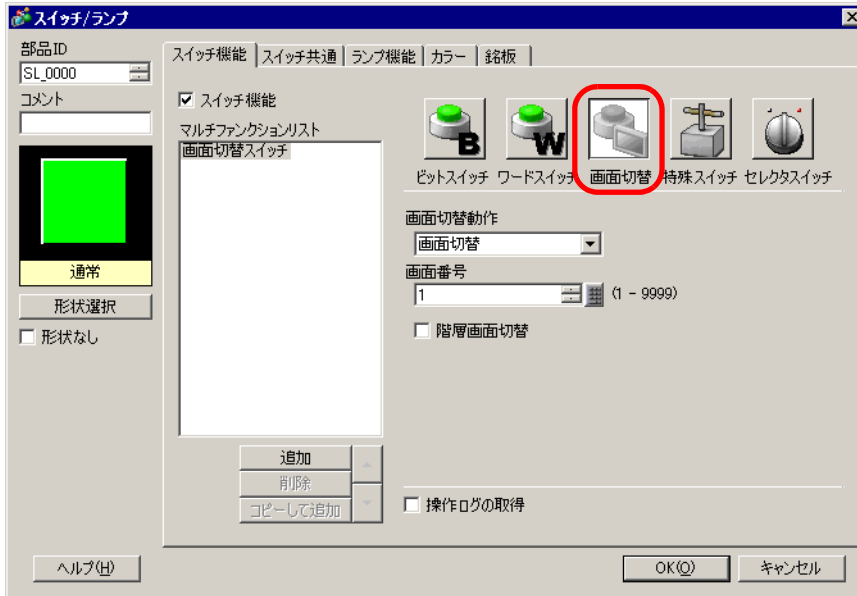 スイッチ/ランプ
部品ID
SL_0000
コメント
通常
形状選択
形状なし
スイッチ機能 スイッチ共通 ランプ機能 カラー 銘板
スイッチ機能
マルチファンクションリスト
画面切替スイッチ
追加
削除
コピーして追加
B W
ビットスイッチ ワードスイッチ 画面切替 特殊スイッチ セレクタスイッチ
画面切替動作
画面切替
画面番号
1 (1 - 9999)
階層画面切替
操作ログの取得
ヘルプ(H) OK(O) キャンセル